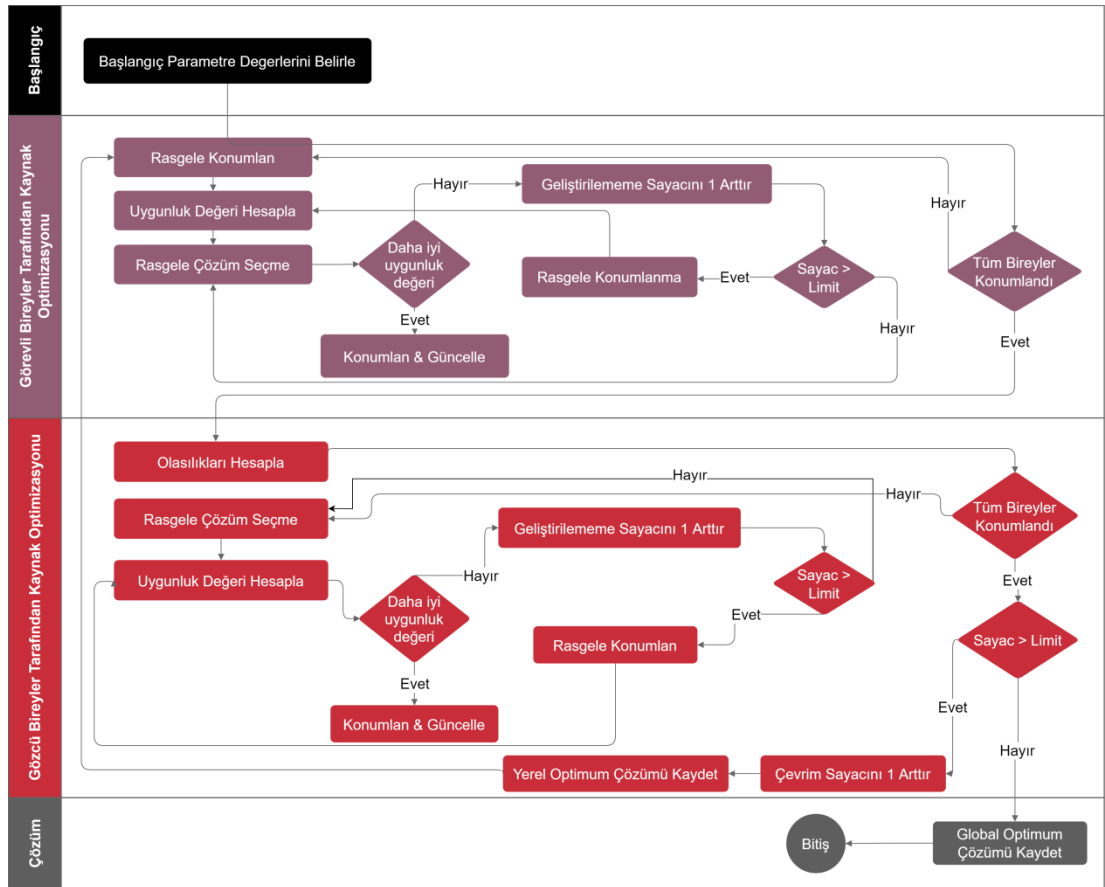 Başlangıç
Başlangıç Parametre Degerlerini Belirle
Görevli Bireyler Tarafından Kaynak
Optimizasyonu
Rasgele Konumlan
Hayır
Geliştirilememe Sayacını 1 Arttır
Hayır
Uygunluk Değeri Hesapla
Daha iyi
uygunluk
değeri
Rasgele Çözüm Seçme
Rasgele Konumlanma
Evet
Sayac >
Limit
Tüm Bireyler
Konumlandı
Evet
Hayır
Evet
Konumlan & Güncelle
Gözcü Bireyler Tarafından Kaynak Optimizasyonu
Olasılıkları Hesapla
Hayır
Hayır
Tüm Bireyler
Konumlandı
Rasgele Çözüm Seçme
Geliştirilememe Sayacını 1 Arttır
Uygunluk Değeri Hesapla
Hayır
Sayac >
Limit
Evet
Daha iyi
uygunluk
değeri
Evet
Rasgele Konumlan
Sayac > Limit
Evet
Konumlan & Güncelle
Evet
Hayır
Yerel Optimum Çözümü Kaydet
Çevrim Sayacını 1 Arttır
Çözüm
Bitiş
Global Optimum
Çözümü Kaydet